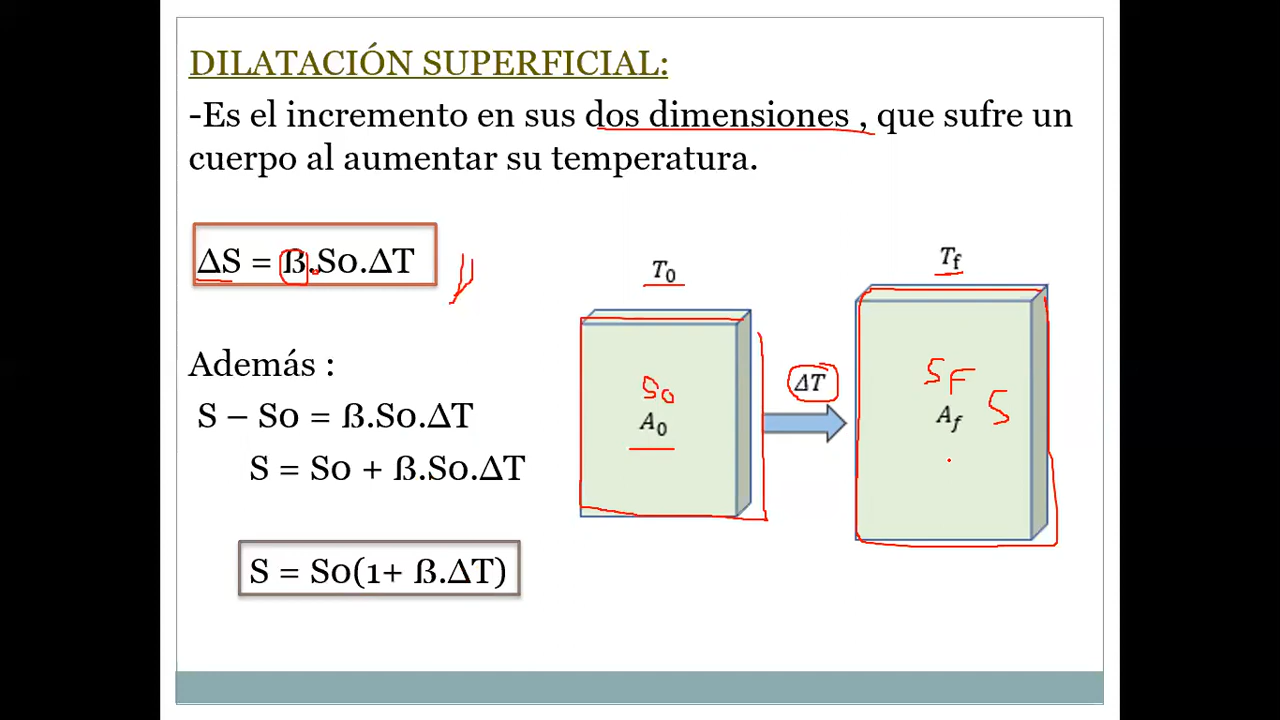 DILATACIÓN SUPERFICIAL:
-Es el incremento en sus dos dimensiones , que sufre un
cuerpo al aumentar su temperatura.
ΔS = ß.So.ΔT
Además :
S – So = ß.So.ΔT
S = So + ß.So.ΔT
S = So(1+ ß.ΔT)
T₀
So
A₀
ΔT
T_f
SF
A_f S